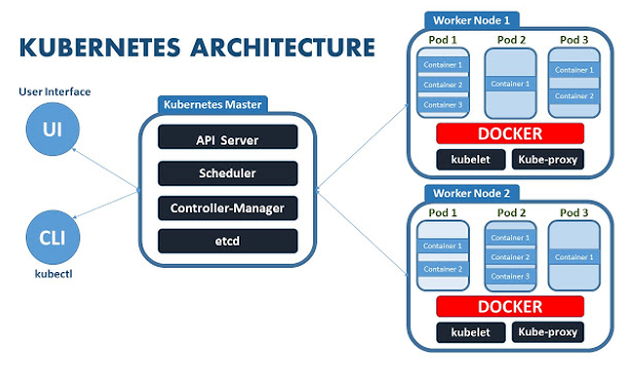 KUBERNETES ARCHITECTURE
User Interface
UI
CLI
kubectl
Kubernetes Master
API Server
Scheduler
Controller-Manager
etcd
Worker Node 1
Pod 1
Pod 2
Pod 3
Container 1
Container 2
Container 3
Container 1
Container 1
Container 2
DOCKER
kubelet
Kube-proxy
Worker Node 2
Pod 1
Pod 2
Pod 3
Container 1
Container 2
Container 1
Container 2
Container 3
Container 1
DOCKER
kubelet
Kube-proxy